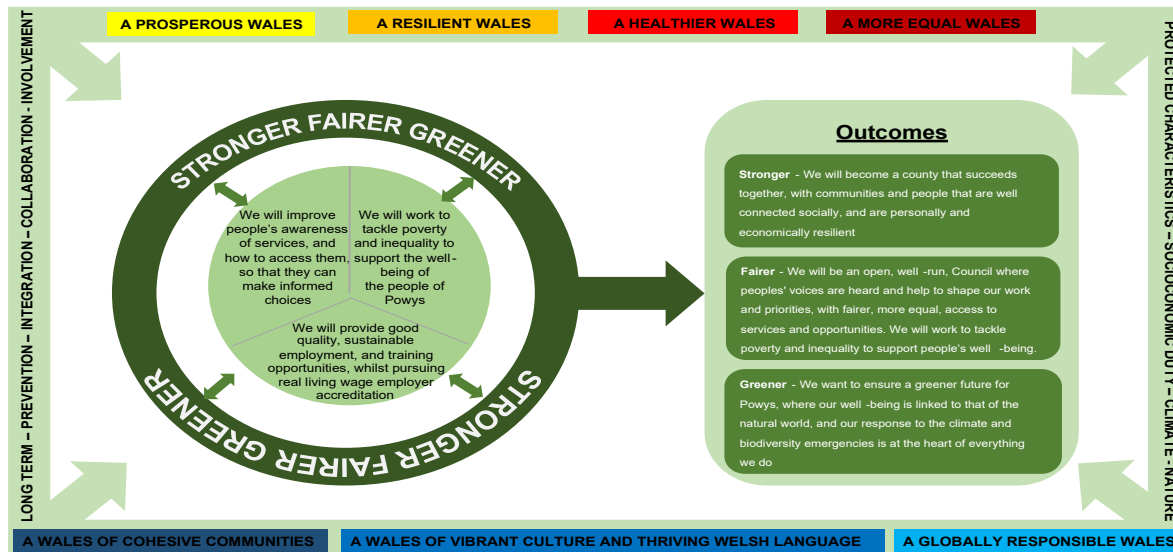 A PROSPEROUS WALES
A RESILIENT WALES
A HEALTHIER WALES
A MORE EQUAL WALES
LONG TERM – PREVENTION – INTEGRATION – COLLABORATION - INVOLVEMENT
STRONGER FAIRER GREENER
We will improve
people's awareness
of services, and
how to access them,
so that they can
make informed
choices
We will work to
tackle poverty
and inequality to
support the well-
being of
the people of
Powys
We will provide good
quality, sustainable
employment, and training
opportunities, whilst pursuing
real living wage employer
accreditation
STRONGER FAIRER GREENER
Outcomes
Stronger - We will become a county that succeeds
together, with communities and people that are well
connected socially, and are personally and
economically resilient
Fairer - We will be an open, well -run, Council where
peoples' voices are heard and help to shape our work
and priorities, with fairer, more equal, access to
services and opportunities. We will work to tackle
poverty and inequality to support people's well -being.
Greener - We want to ensure a greener future for
Powys, where our well -being is linked to that of the
natural world, and our response to the climate and
biodiversity emergencies is at the heart of everything
we do
PROTECTED CHARACTERISTICS – SOCIOECONOMIC DUTY – CLIMATE - NATURE
A WALES OF COHESIVE COMMUNITIES
A WALES OF VIBRANT CULTURE AND THRIVING WELSH LANGUAGE
A GLOBALLY RESPONSIBLE WALES